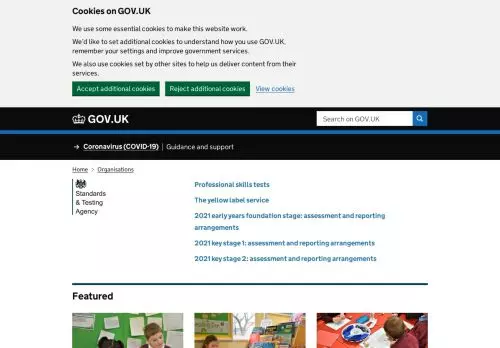 Cookies on GOV.UK
We use some essential cookies to make this website work.
We'd like to set additional cookies to understand how you use GOV.UK,
remember your settings and improve government services.
We also use cookies set by other sites to help us deliver content from their
services.
Accept additional cookies Reject additional cookies View cookies
GOV.UK Search on GOV.UK
→ Coronavirus (COVID-19) | Guidance and support
Home > Organisations
Standards
& Testing
Agency
Professional skills tests
The yellow label service
2021 early years foundation stage: assessment and reporting
arrangements
2021 key stage 1: assessment and reporting arrangements
2021 key stage 2: assessment and reporting arrangements
Featured